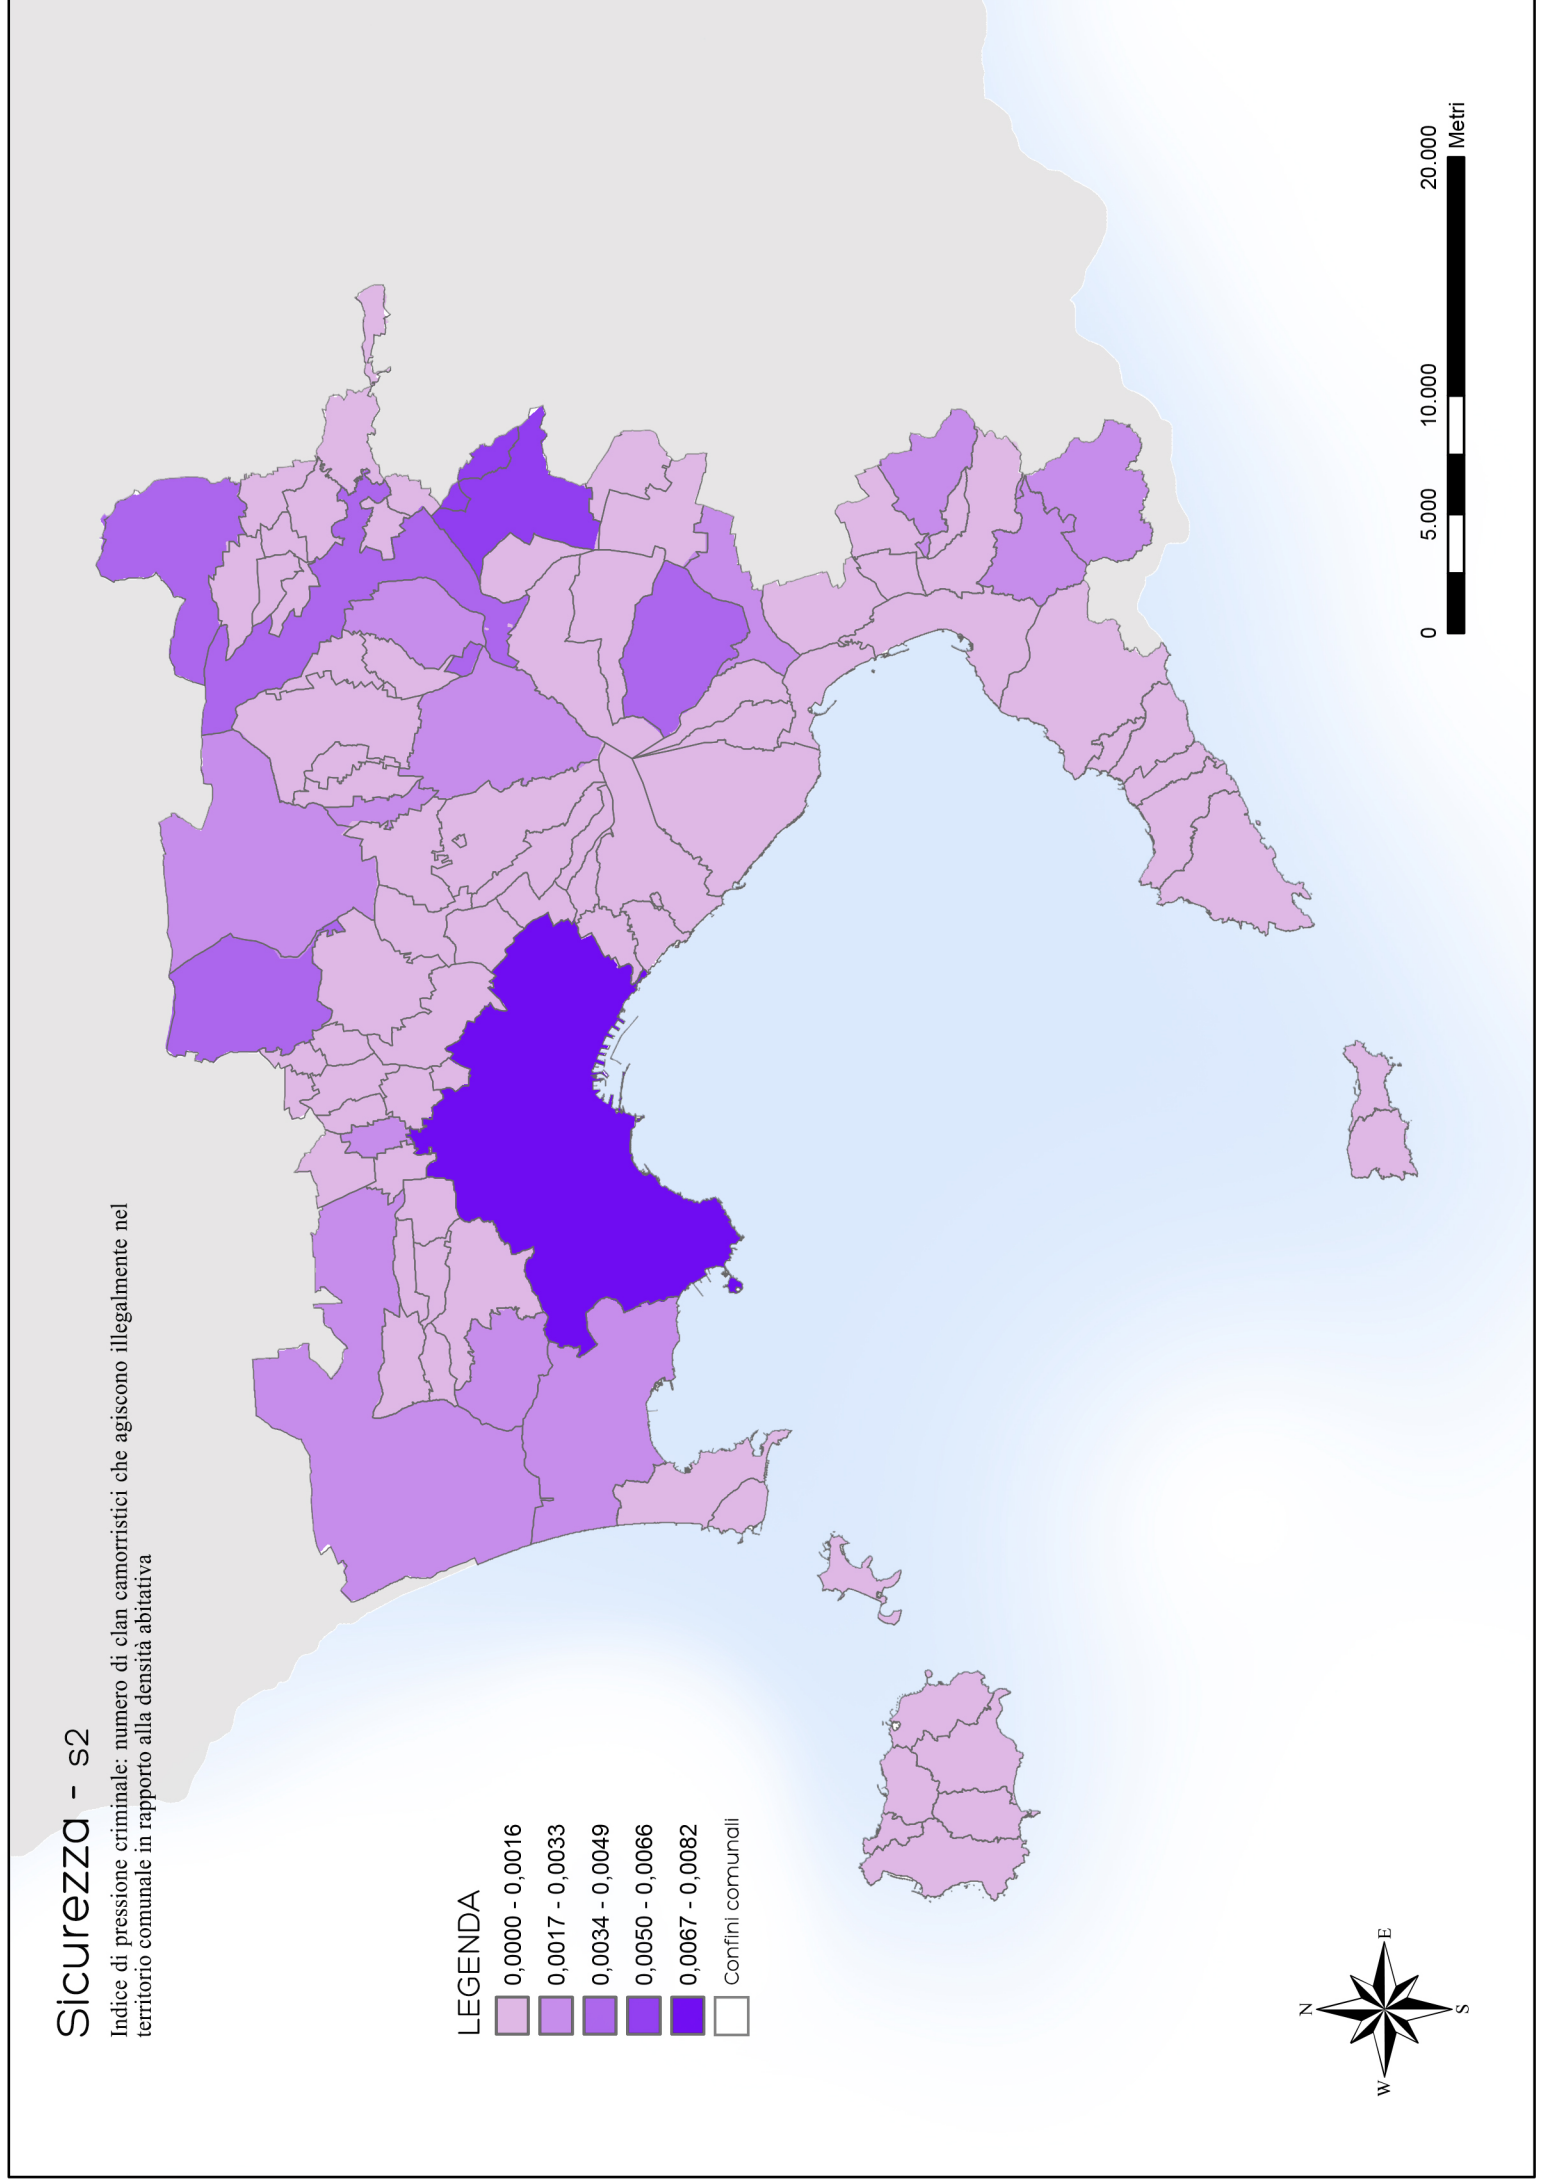 Sicurezza - s2
Indice di pressione criminale: numero di clan camorristici che agiscono illegalmente nel
territorio comunale in rapporto alla densità abitativa
LEGENDA
0,0000 - 0,0016
0,0017 - 0,0033
0,0034 - 0,0049
0,0050 - 0,0066
0,0067 - 0,0082
Confini comunali
N
W
E
S
0
5.000
10.000
20.000
Metri